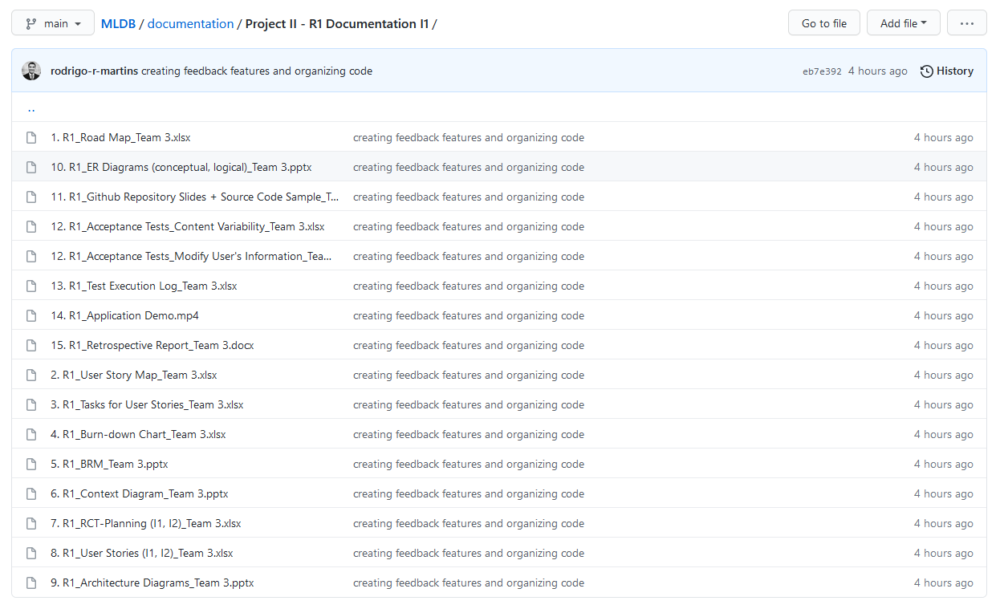 main MLDB / documentation / Project II - R1 Documentation I1 / Go to file Add file ...
rodrigo-r-martins creating feedback features and organizing code eb7e392 4 hours ago History
..
1. R1_Road Map_Team 3.xlsx creating feedback features and organizing code 4 hours ago
10. R1_ER Diagrams (conceptual, logical)_Team 3.pptx creating feedback features and organizing code 4 hours ago
11. R1_Github Repository Slides + Source Code Sample_T... creating feedback features and organizing code 4 hours ago
12. R1_Acceptance Tests_Content Variability_Team 3.xlsx creating feedback features and organizing code 4 hours ago
12. R1_Acceptance Tests_Modify User's Information_Tea... creating feedback features and organizing code 4 hours ago
13. R1_Test Execution Log_Team 3.xlsx creating feedback features and organizing code 4 hours ago
14. R1_Application Demo.mp4 creating feedback features and organizing code 4 hours ago
15. R1_Retrospective Report_Team 3.docx creating feedback features and organizing code 4 hours ago
2. R1_User Story Map_Team 3.xlsx creating feedback features and organizing code 4 hours ago
3. R1_Tasks for User Stories_Team 3.xlsx creating feedback features and organizing code 4 hours ago
4. R1_Burn-down Chart_Team 3.xlsx creating feedback features and organizing code 4 hours ago
5. R1_BRM_Team 3.pptx creating feedback features and organizing code 4 hours ago
6. R1_Context Diagram_Team 3.pptx creating feedback features and organizing code 4 hours ago
7. R1_RCT-Planning (I1, I2)_Team 3.xlsx creating feedback features and organizing code 4 hours ago
8. R1_User Stories (I1, I2)_Team 3.xlsx creating feedback features and organizing code 4 hours ago
9. R1_Architecture Diagrams_Team 3.pptx creating feedback features and organizing code 4 hours ago